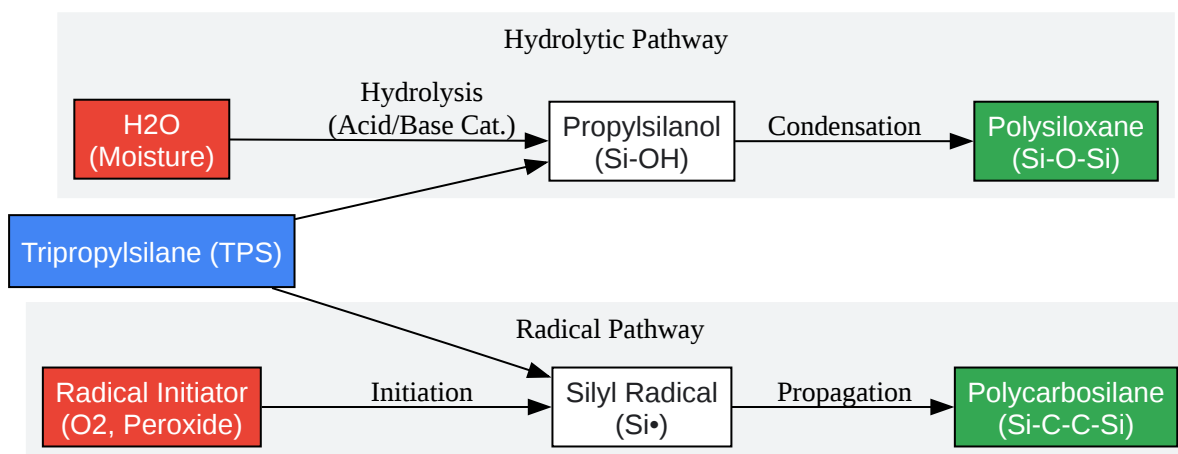 Hydrolytic Pathway
Hydrolysis
(Acid/Base Cat.)
H2O
(Moisture)
Propylsilanol
(Si-OH)
Condensation
Polysiloxane
(Si-O-Si)
Tripropylsilane (TPS)
Radical Pathway
Radical Initiator
(O2, Peroxide)
Initiation
Silyl Radical
(Si•)
Propagation
Polycarbosilane
(Si-C-C-Si)